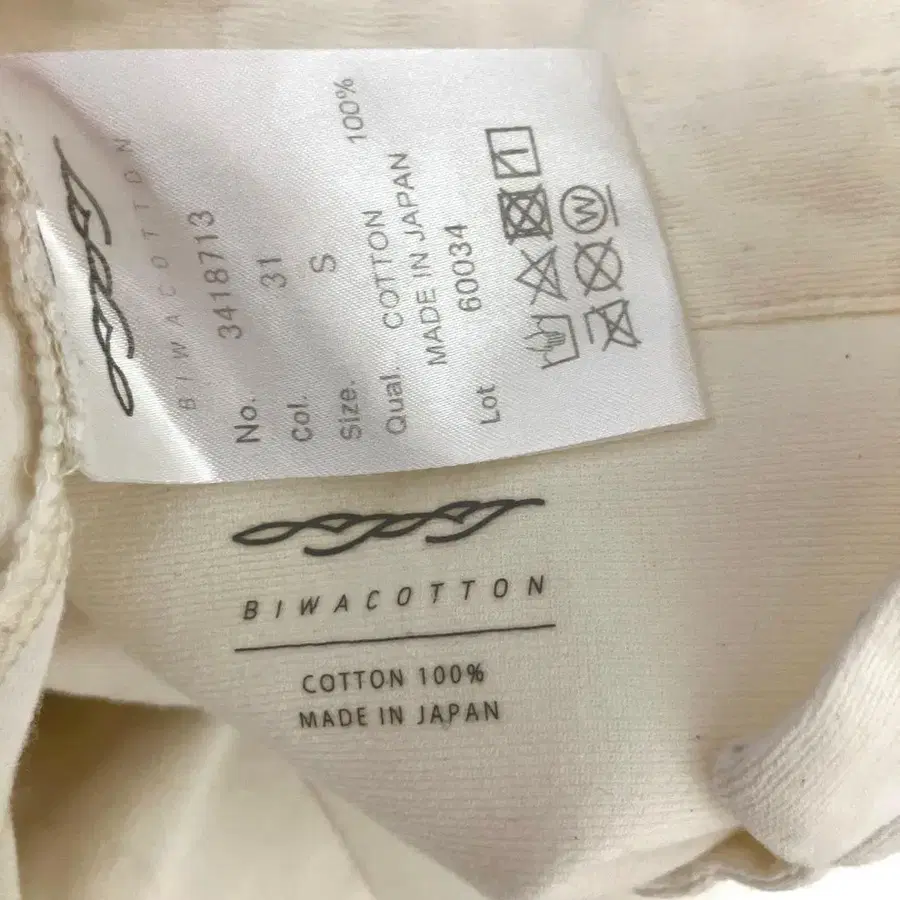 BIWACOTTON
No. 3418713
Col. 31
Size. S
Qual. COTTON 100%
MADE IN JAPAN
Lot 60034
W
BIWACOTTON
COTTON 100%
MADE IN JAPAN